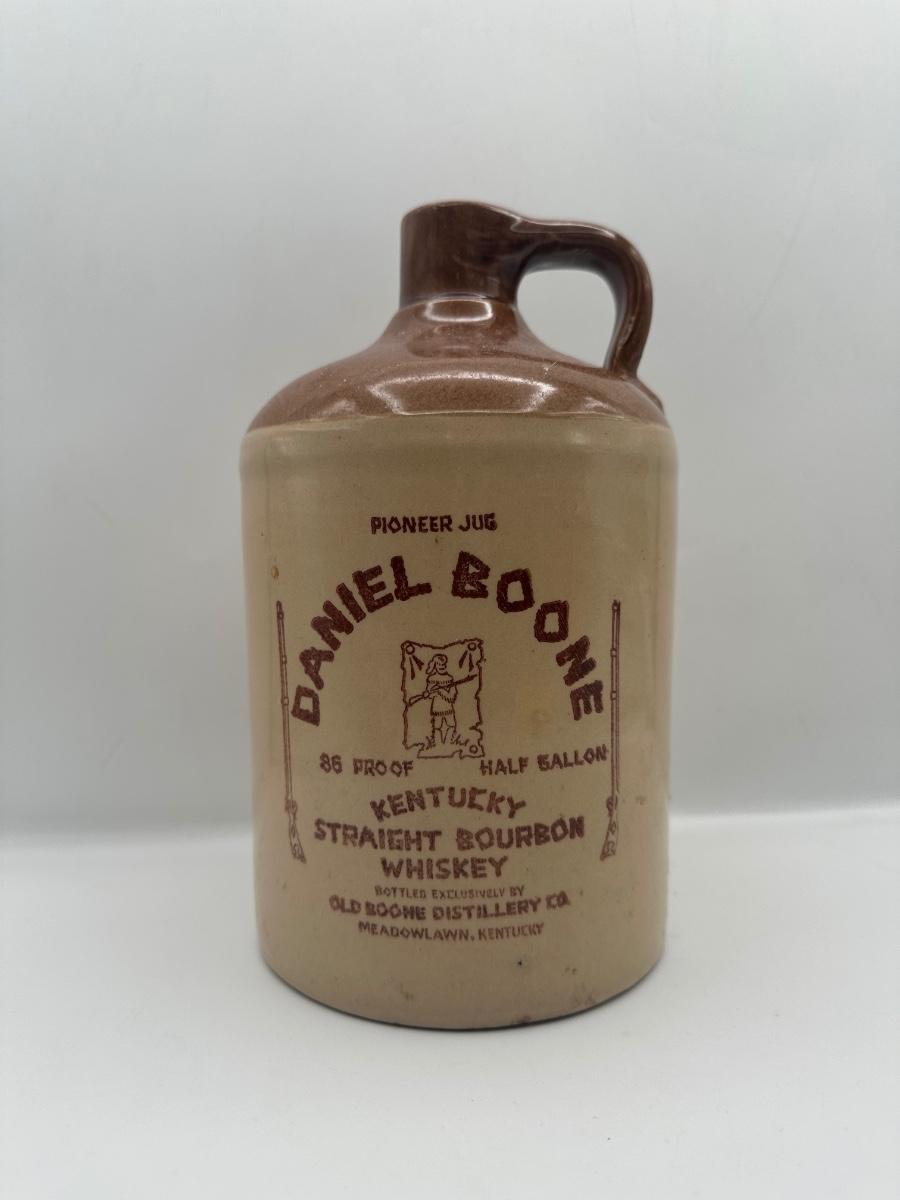 PIONEER JUG
DANIEL BOONE
86 PROOF HALF GALLON
KENTUCKY
STRAIGHT BOURBON
WHISKEY
BOTTLED EXCLUSIVELY BY
OLD BOONE DISTILLERY CO.
MEADOWLAWN, KENTUCKY